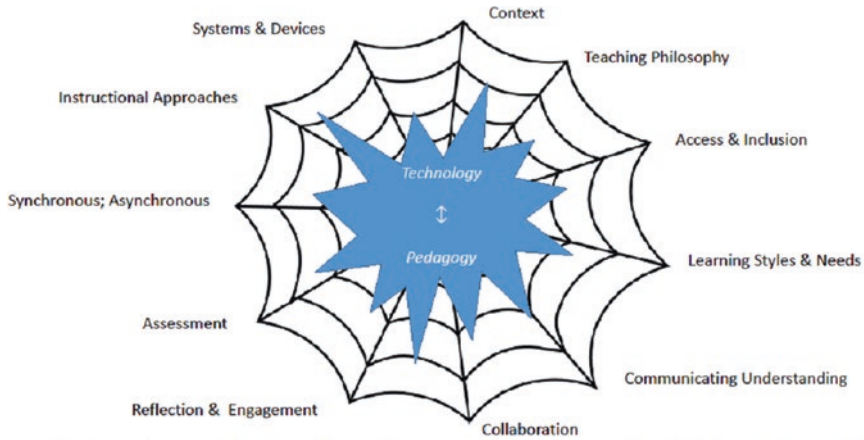 Context
Systems & Devices
Teaching Philosophy
Instructional Approaches
Access & Inclusion
Technology
↕
Synchronous; Asynchronous
Pedagogy
Learning Styles & Needs
Assessment
Communicating Understanding
Reflection & Engagement
Collaboration